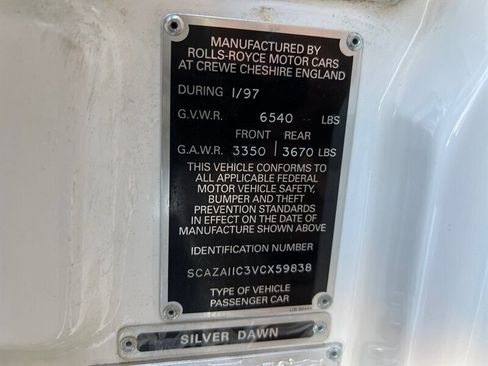 MANUFACTURED BY
ROLLS-ROYCE MOTOR CARS
AT CREWE CHESHIRE ENGLAND
DURING 1/97
G.V.W.R. 6540 LBS
FRONT REAR
G.A.W.R. 3350 3670 LBS
THIS VEHICLE CONFORMS TO
ALL APPLICABLE FEDERAL
MOTOR VEHICLE SAFETY,
BUMPER AND THEFT
PREVENTION STANDARDS
IN EFFECT ON THE DATE OF
MANUFACTURE SHOWN ABOVE
IDENTIFICATION NUMBER
SCAZA11C3VCX59838
TYPE OF VEHICLE
PASSENGER CAR
SILVER DAWN